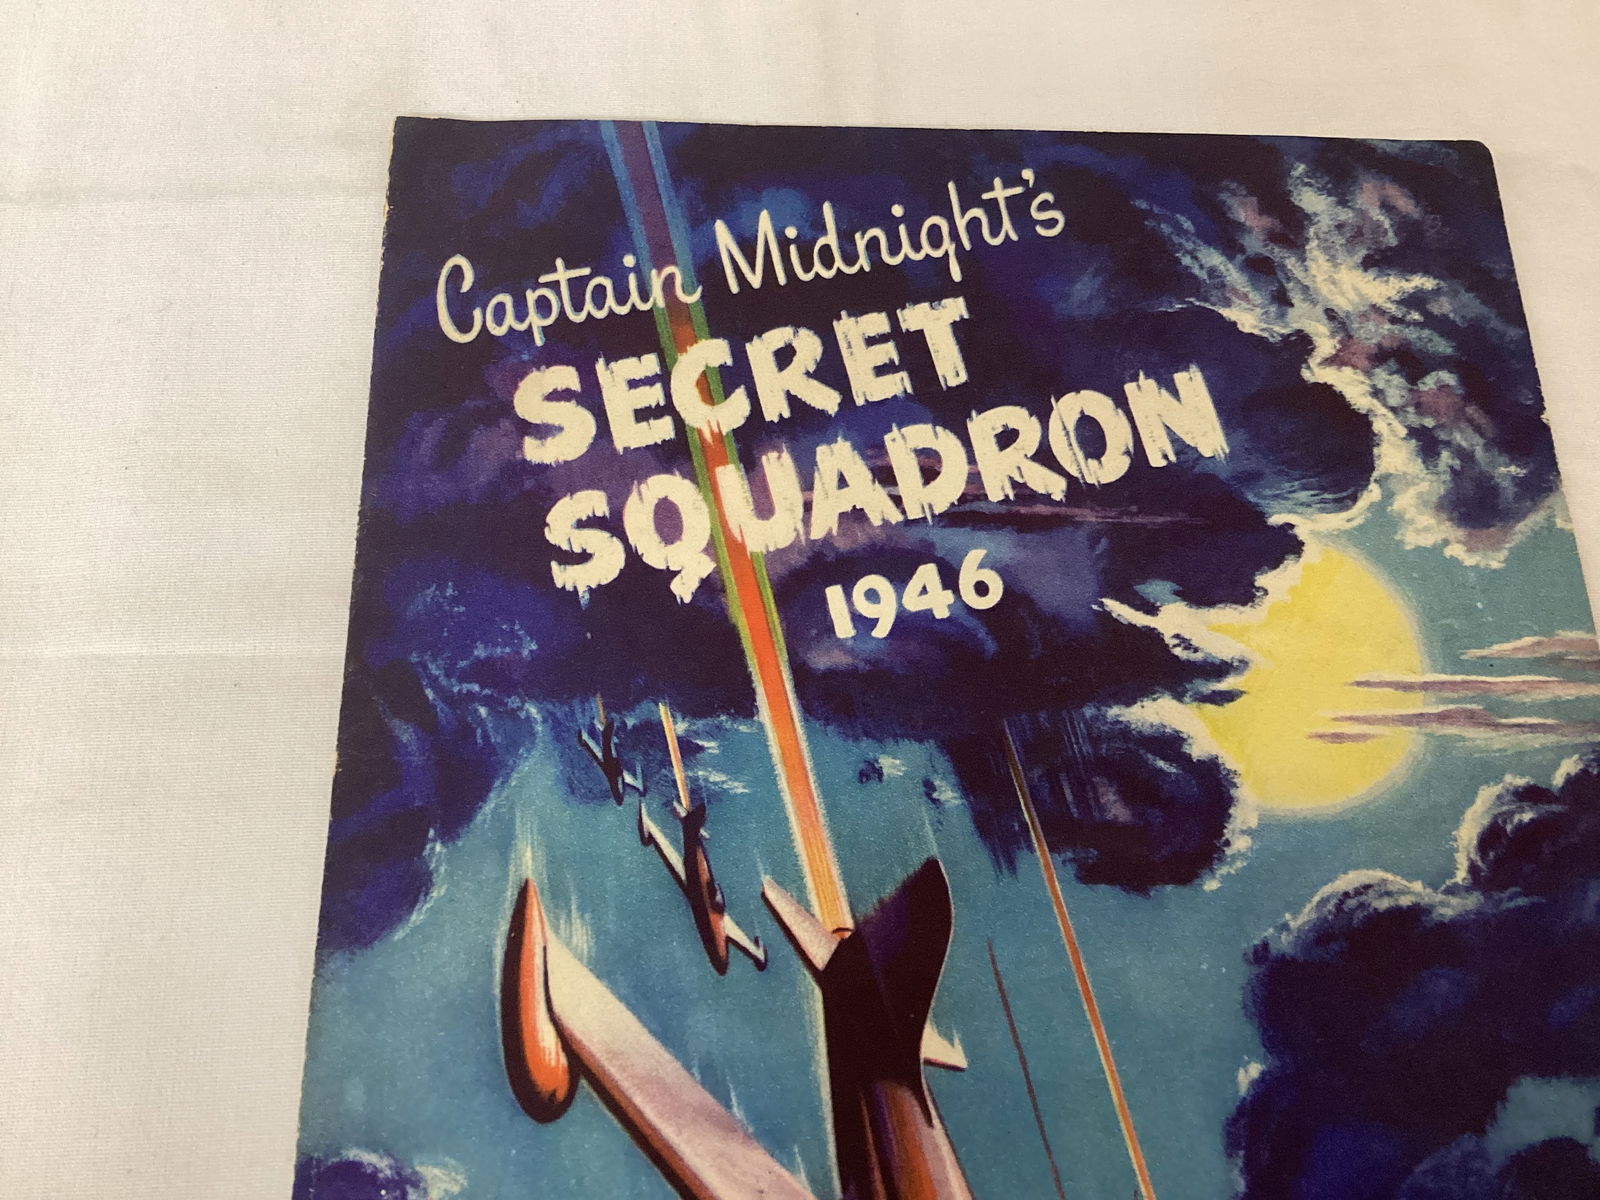 Captain Midnight's
SECRET
SQUADRON
1946